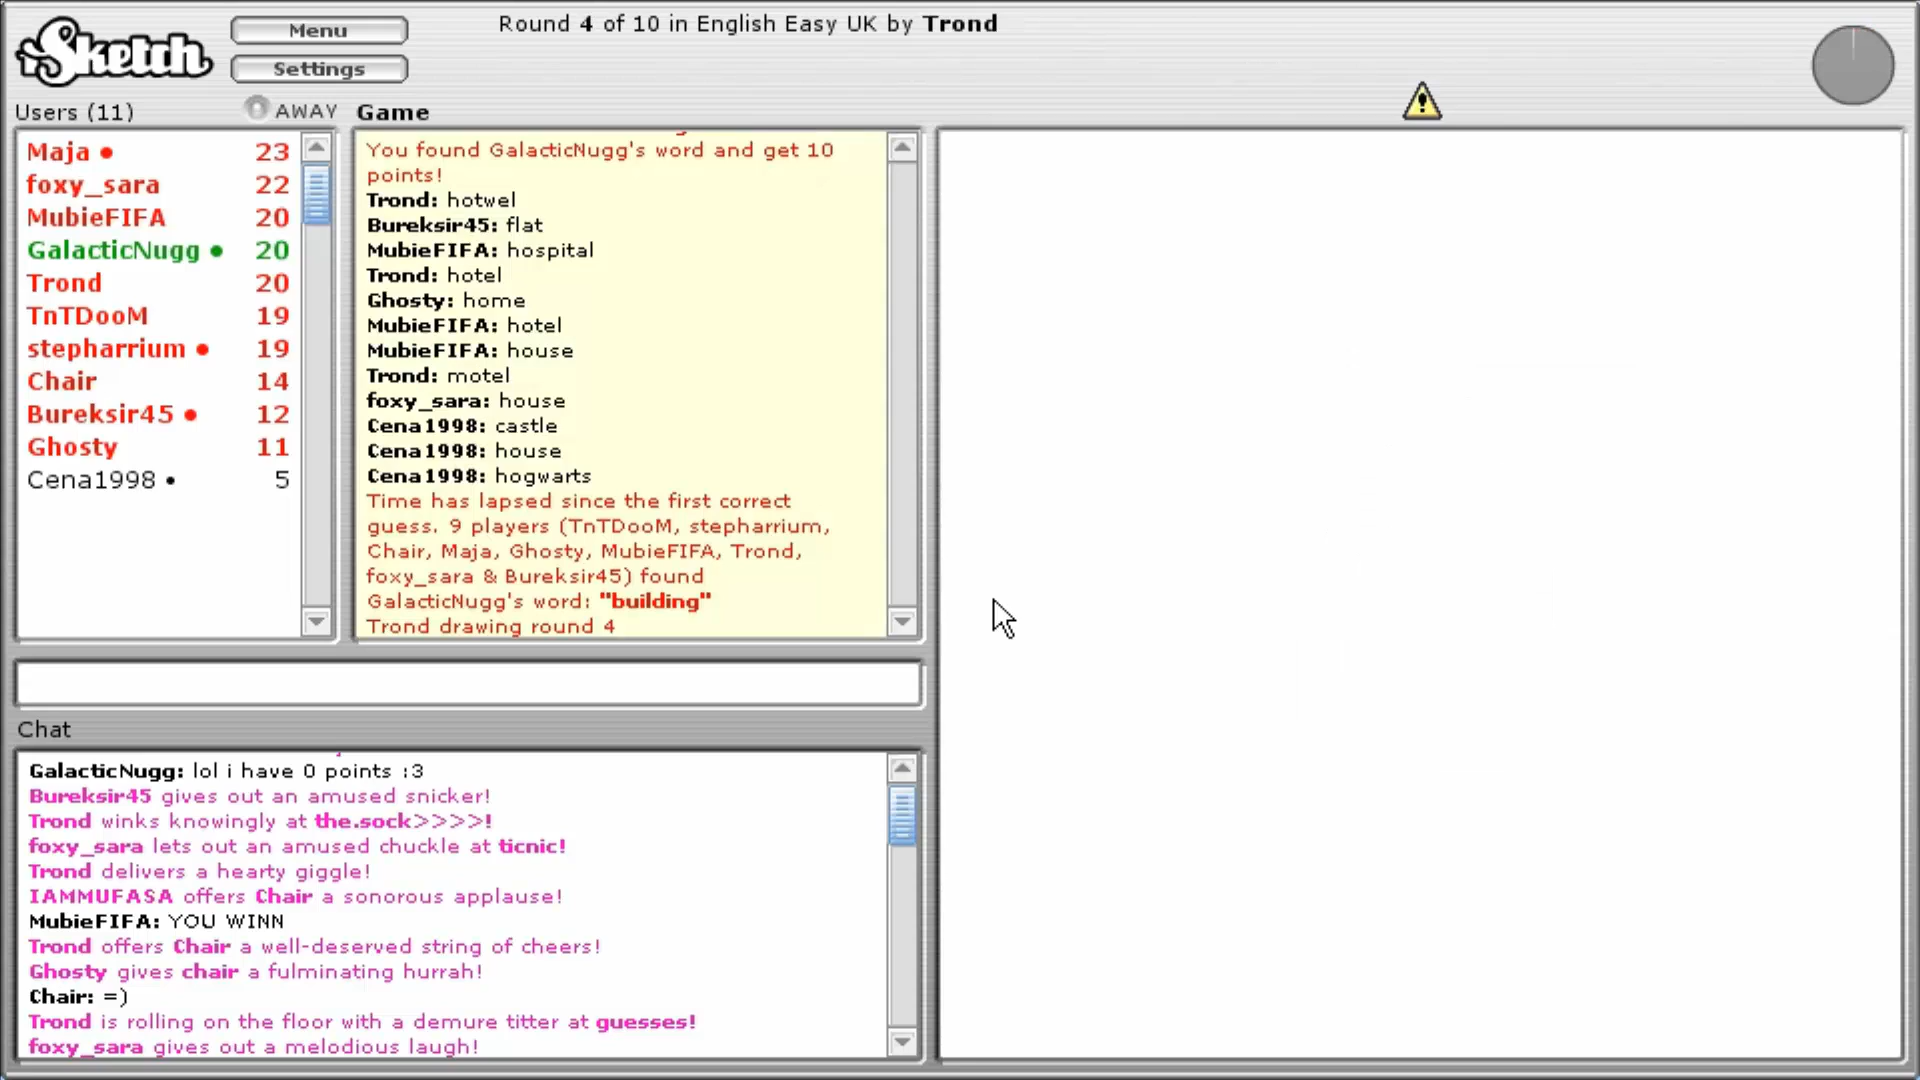 iSketch
Menu
Settings
Round 4 of 10 in English Easy UK by Trond
Users (11)
AWAY
Game
Maja • 23
foxy_sara 22
MubieFIFA 20
GalacticNugg • 20
Trond 20
TnTDooM 19
stepharrium • 19
Chair 14
Bureksir45 • 12
Ghosty 11
Cena1998 • 5
You found GalacticNugg's word and get 10
points!
Trond: hotwel
Bureksir45: flat
MubieFIFA: hospital
Trond: hotel
Ghosty: home
MubieFIFA: hotel
MubieFIFA: house
Trond: motel
foxy_sara: house
Cena1998: castle
Cena1998: house
Cena1998: hogwarts
Time has lapsed since the first correct
guess. 9 players (TnTDooM, stepharrium,
Chair, Maja, Ghosty, MubieFIFA, Trond,
foxy_sara & Bureksir45) found
GalacticNugg's word: "building"
Trond drawing round 4
Chat
GalacticNugg: lol i have 0 points :3
Bureksir45 gives out an amused snicker!
Trond winks knowingly at the.sock>>>>!
foxy_sara lets out an amused chuckle at ticnic!
Trond delivers a hearty giggle!
IAMMUFASA offers Chair a sonorous applause!
MubieFIFA: YOU WINN
Trond offers Chair a well-deserved string of cheers!
Ghosty gives chair a fulminating hurrah!
Chair: =)
Trond is rolling on the floor with a demure titter at guesses!
foxy_sara gives out a melodious laugh!